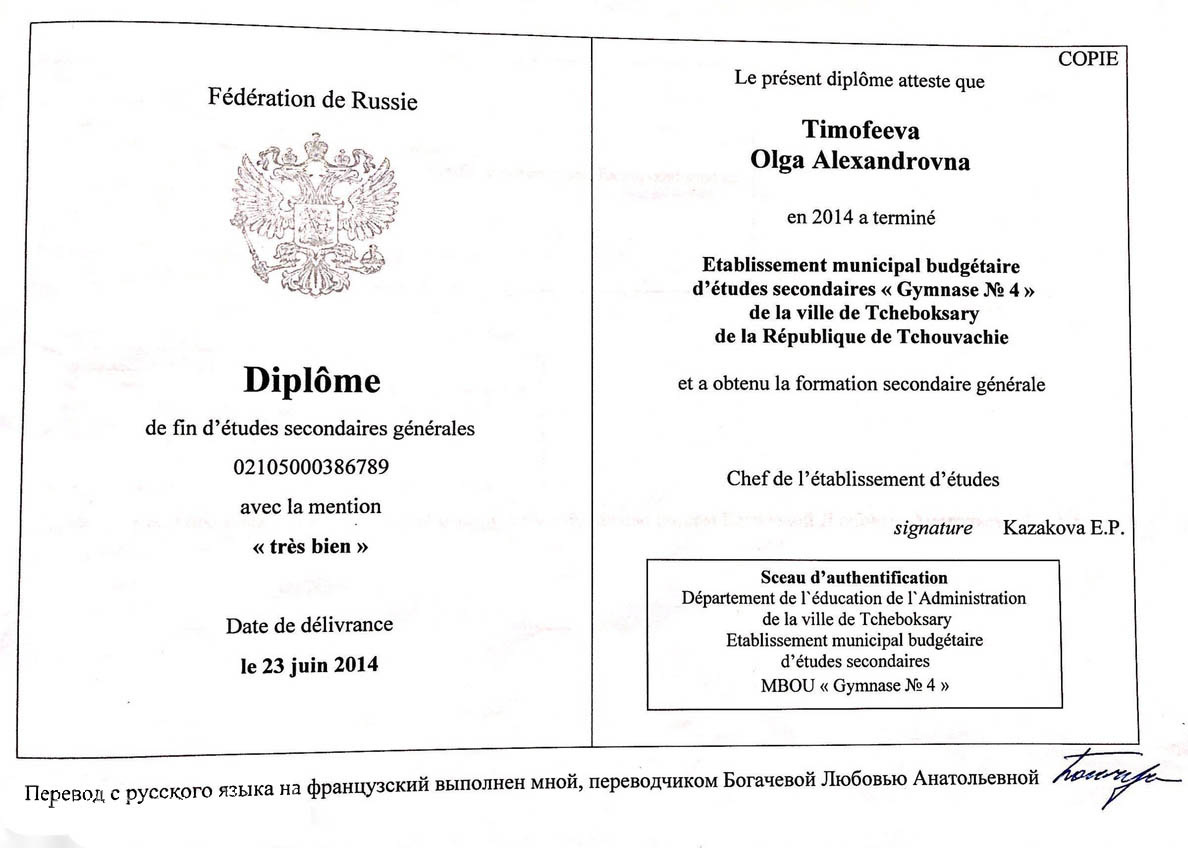 Fédération de Russie
Diplôme
de fin d’études secondaires générales
02105000386789
avec la mention
« très bien »
Date de délivrance
le 23 juin 2014
COPIE
Le présent diplôme atteste que
Timofeeva
Olga Alexandrovna
en 2014 a terminé
Etablissement municipal budgétaire
d’études secondaires « Gymnase № 4 »
de la ville de Tcheboksary
de la République de Tchouvachie
et a obtenu la formation secondaire générale
Chef de l’établissement d’études
signature Kazakova E.P.
Sceau d’authentification
Département de l`éducation de l`Administration
de la ville de Tcheboksary
Etablissement municipal budgétaire
d’études secondaires
MBOU « Gymnase № 4 »
Перевод с русского языка на французский выполнен мной, переводчиком Богачевой Любовью Анатольевной